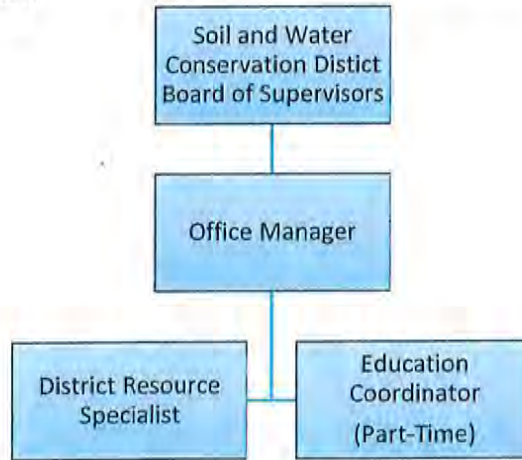 Soil and Water
Conservation Distict
Board of Supervisors
Office Manager
District Resource
Specialist
Education
Coordinator
(Part-Time)